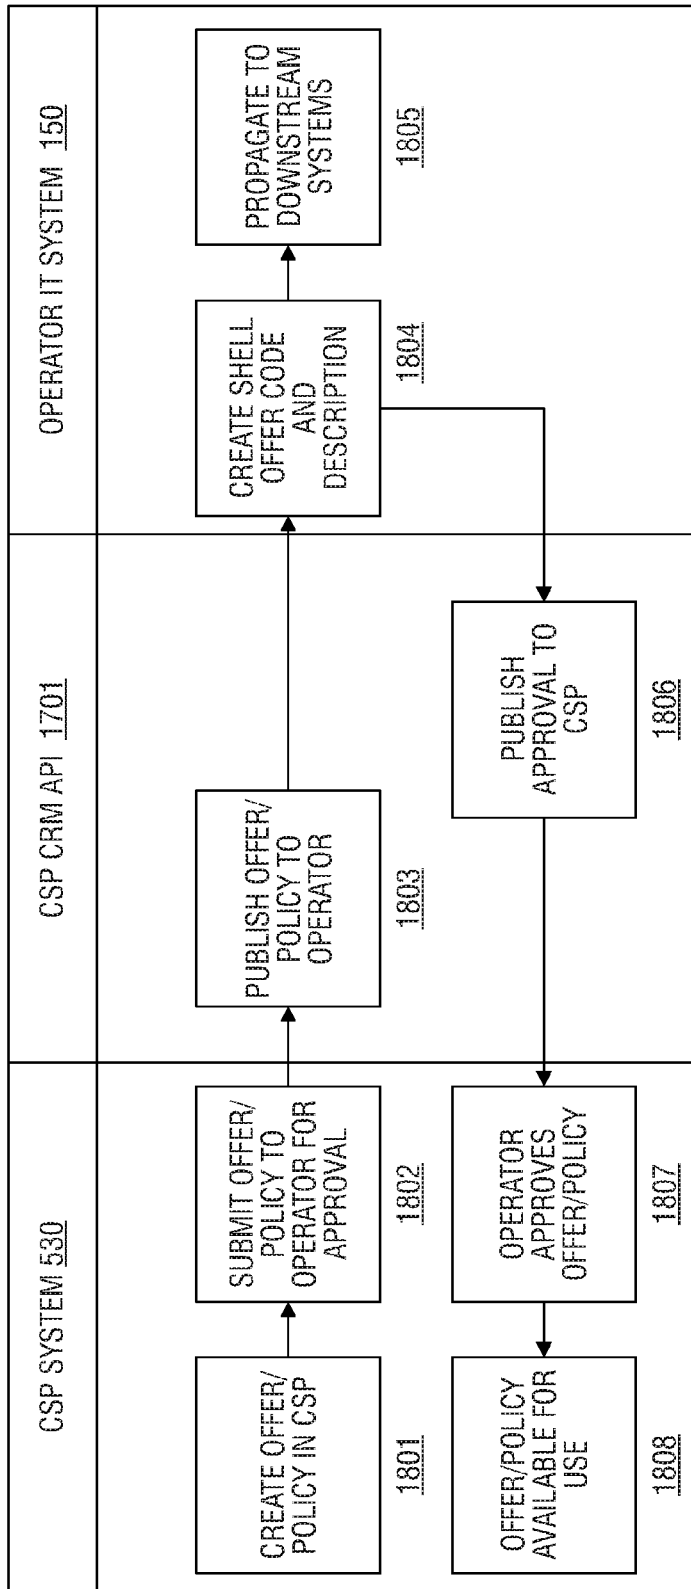 CSP SYSTEM 530
CSP CRM API 1701
OPERATOR IT SYSTEM 150
CREATE OFFER/
POLICY IN CSP
1801
SUBMIT OFFER/
POLICY TO
OPERATOR FOR
APPROVAL
1802
PUBLISH OFFER/
POLICY TO
OPERATOR
1803
CREATE SHELL
OFFER CODE
AND
DESCRIPTION
1804
PROPAGATE TO
DOWNSTREAM
SYSTEMS
1805
OFFER/POLICY
AVAILABLE FOR
USE
1808
OPERATOR
APPROVES
OFFER/POLICY
1807
PUBLISH
APPROVAL TO
CSP
1806